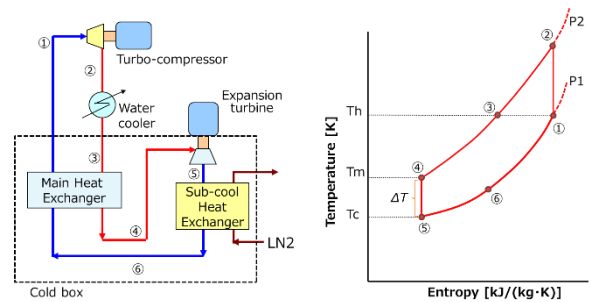 ①
Turbo-compressor
②
Water
cooler
Expansion
turbine
③
⑤
Main Heat
Exchanger
Sub-cool
Heat
Exchanger
④
LN2
⑥
Cold box
Temperature [K]
P2
②
P1
Th
③
①
Tm
④
ΔT
⑥
Tc
⑤
Entropy [kJ/(kg·K)]